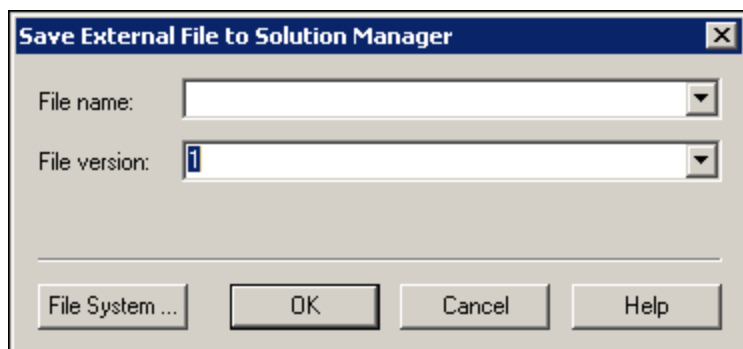 Save External File to Solution Manager
File name:
File version: 1
File System ... OK Cancel Help